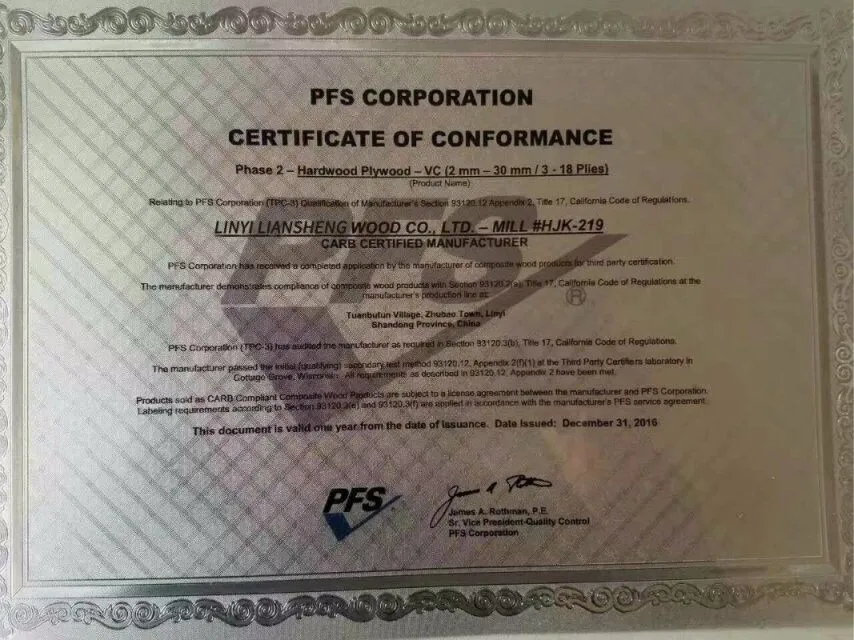 PFS CORPORATION
CERTIFICATE OF CONFORMANCE
Phase 2 – Hardwood Plywood – VC (2 mm – 30 mm / 3 - 18 Plies)
(Product Name)
Relating to PFS Corporation (TPC-3) Qualification of Manufacturer's Section 93120.12 Appendix 2, Title 17, California Code of Regulations.
LINYI LIANSHENG WOOD CO., LTD. – MILL #HJK-219
CARB CERTIFIED MANUFACTURER
PFS Corporation has received a completed application by the manufacturer of composite wood products for third party certification.
The manufacturer demonstrates compliance of composite wood products with Section 93120.2(a), Title 17, California Code of Regulations at the
manufacturer's production line at:
Tuanbutun Village, Zhubao Town, Linyi
Shandong Province, China
PFS Corporation (TPC-3) has audited the manufacturer as required in Section 93120.3(b), Title 17, California Code of Regulations.
The manufacturer passed the initial (qualifying) secondary test method 93120.12, Appendix 2(f)(1) at the Third Party Certifiers laboratory in
Cottage Grove, Wisconsin. All requirements as described in 93120.12, Appendix 2 have been met.
Products sold as CARB Compliant Composite Wood Products are subject to a license agreement between the manufacturer and PFS Corporation.
Labeling requirements according to Section 93120.3(e) and 93120.3(f) are applied in accordance with the manufacturer's PFS service agreement.
This document is valid one year from the date of issuance. Date Issued: December 31, 2016
PFS
®
PFS
James A. Rothman, P.E.
Sr. Vice President-Quality Control
PFS Corporation